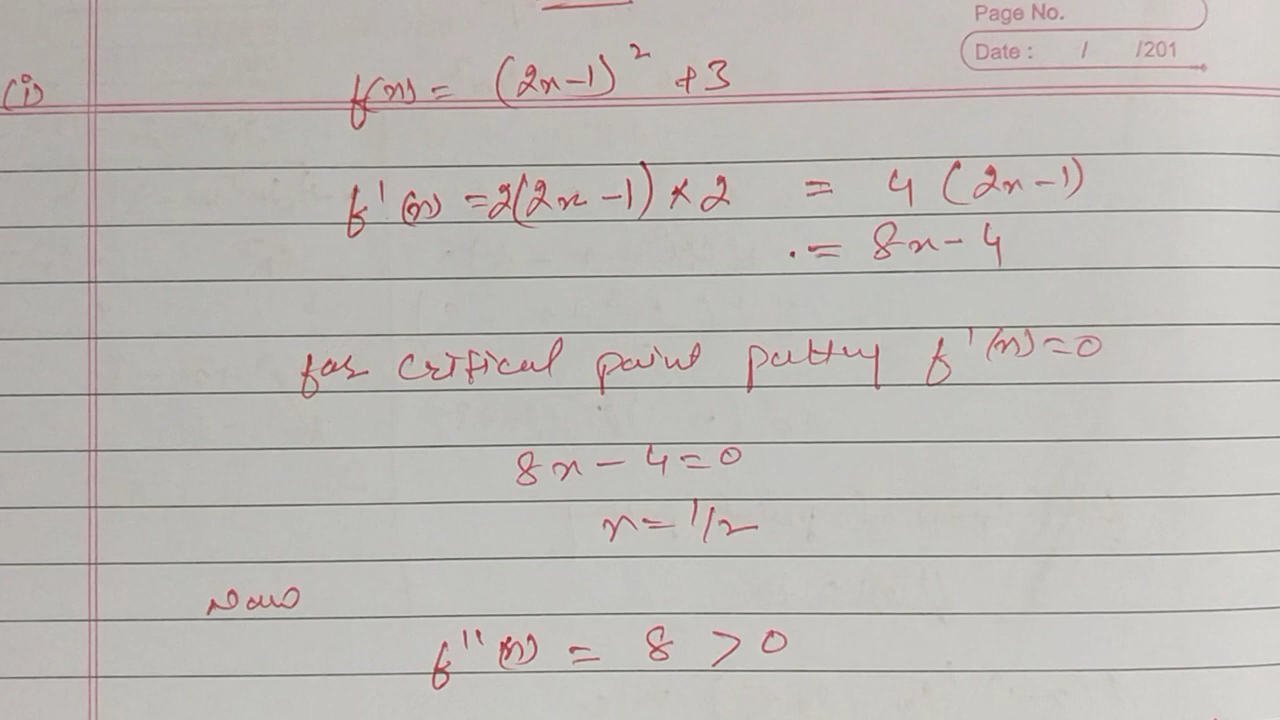 Page No.
Date : / /201
(i) f(x) = (2x-1)² +3
f'(x) =2(2x-1)×2 = 4(2x-1)
.= 8x-4
for critical point putting f'(x)=0
8x-4=0
x=1/2
Now
f''(x) = 8 >0